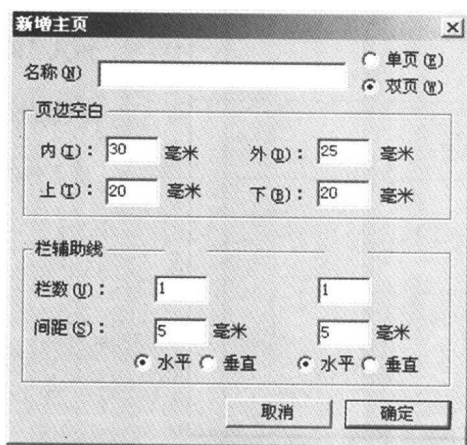 新增主页
名称(N)
单页(E)
双页(W)
页边空白
内(I)： 30 毫米 外(O)： 25 毫米
上(T)： 20 毫米 下(B)： 20 毫米
栏辅助线
栏数(U)： 1 1
间距(S)： 5 毫米 5 毫米
水平 垂直 水平 垂直
取消 确定